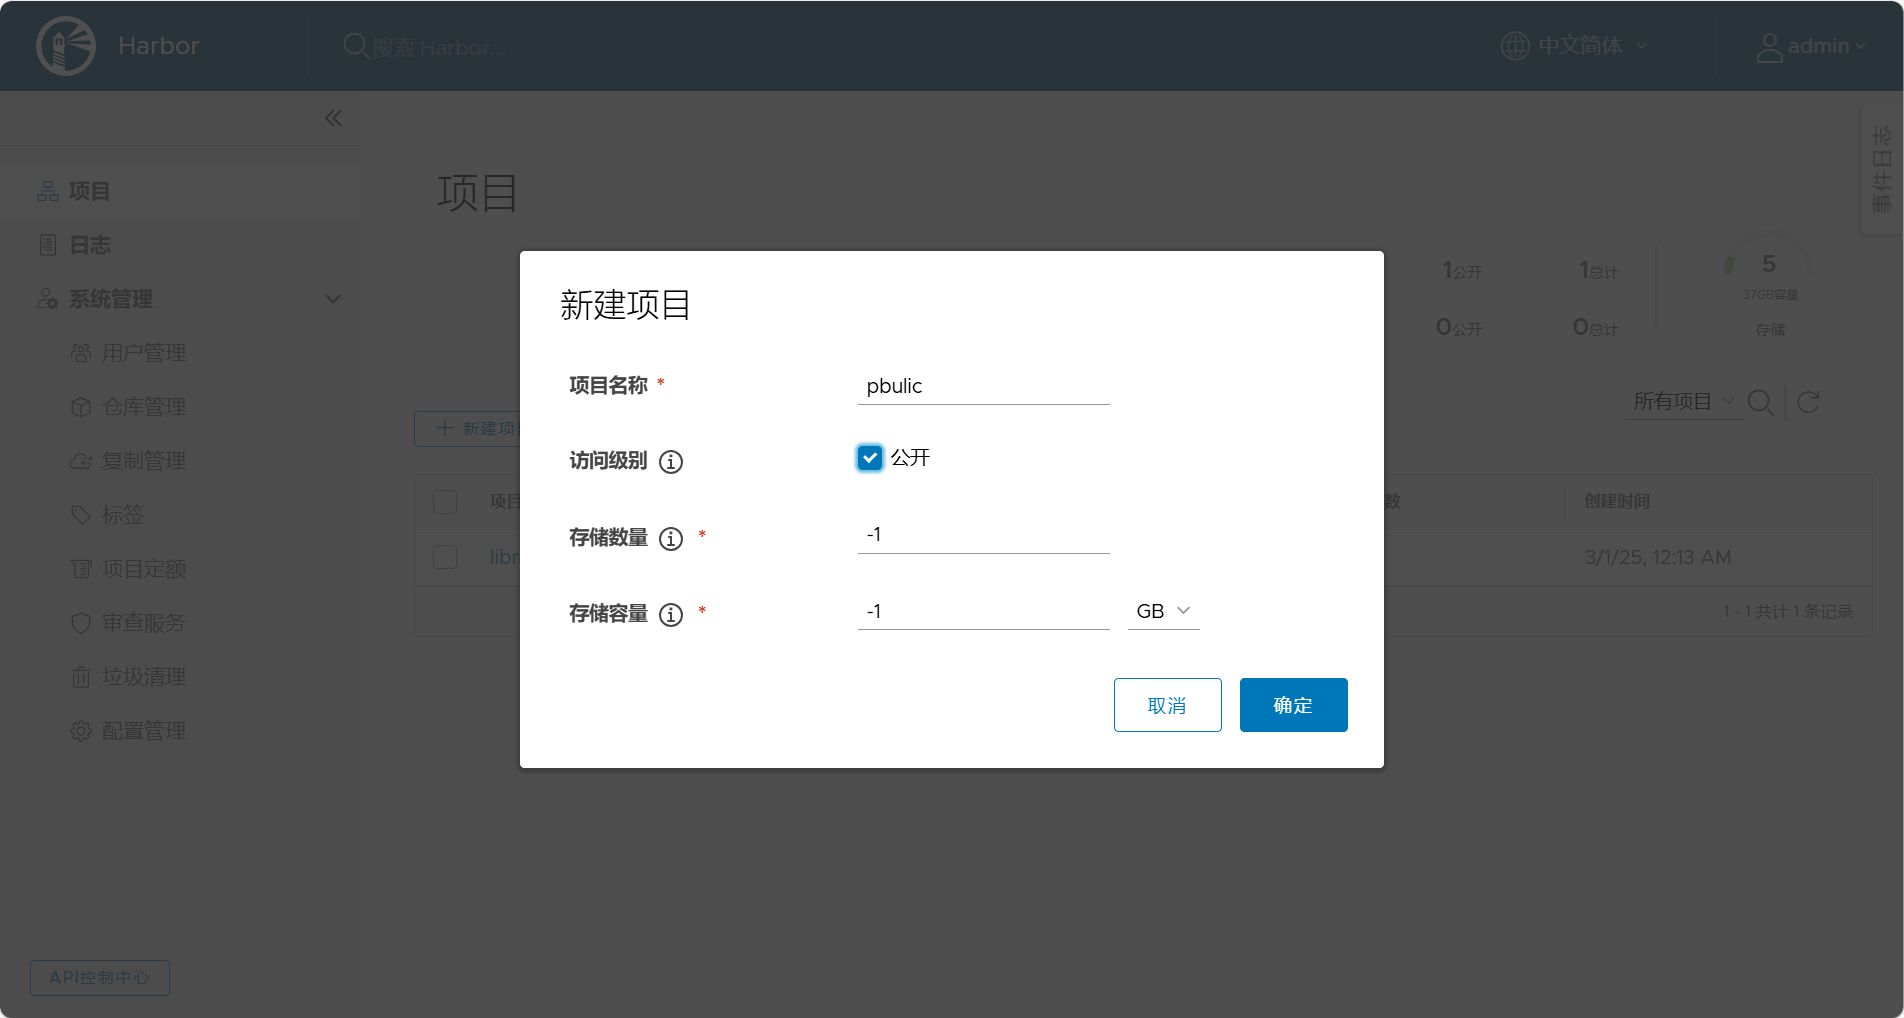 Harbor
搜索 Harbor...
中文简体
admin
事件日志
项目
日志
系统管理
用户管理
仓库管理
复制管理
标签
项目定额
审查服务
垃圾清理
配置管理
API控制中心
项目
1公开
1总计
0公开
0总计
5
37GB容量
存储
所有项目
新建项
项目
数
创建时间
libr
3/1/25, 12:13 AM
1 - 1 共计 1 条记录
新建项目
项目名称 *
pbulic
访问级别
公开
存储数量 *
-1
存储容量 *
-1
GB
取消
确定